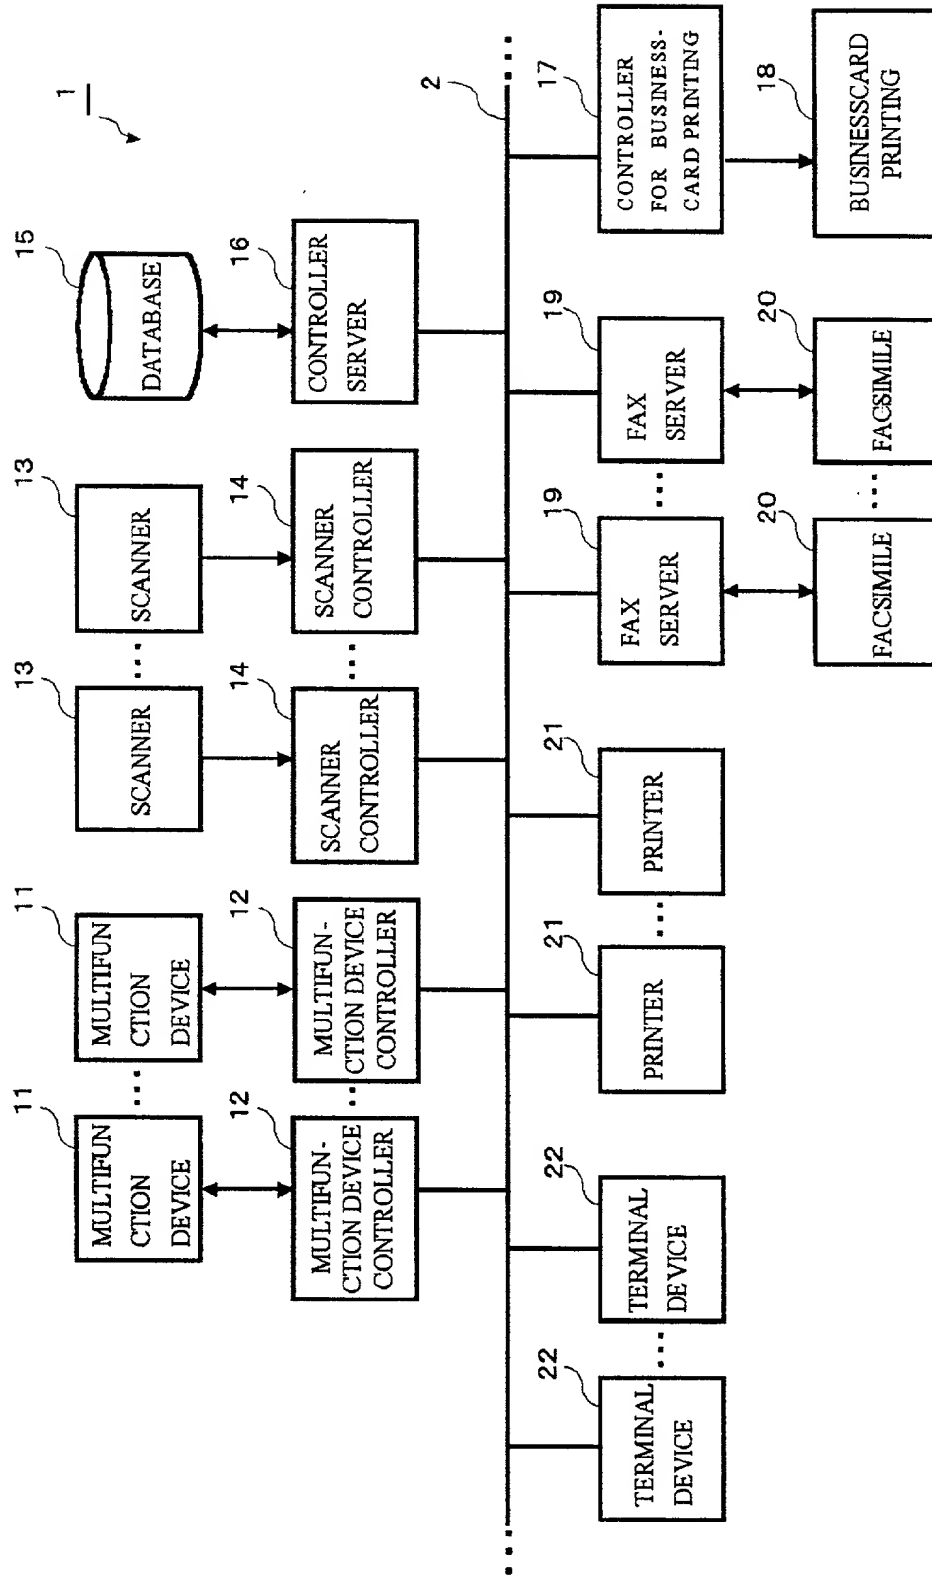 1
11
11
13
13
15
MULTIFUN
CTION
DEVICE
...
MULTIFUN
CTION
DEVICE
SCANNER
...
SCANNER
DATABASE
12
12
14
14
16
MULTIFUN-
CTION DEVICE
CONTROLLER
..
MULTIFUN-
CTION DEVICE
CONTROLLER
SCANNER
CONTROLLER
...
SCANNER
CONTROLLER
CONTROLLER
SERVER
2
...
...
22
22
21
21
19
19
17
TERMINAL
DEVICE
...
TERMINAL
DEVICE
PRINTER
...
PRINTER
FAX
SERVER
...
FAX
SERVER
CONTROLLER
FOR BUSINESS-
CARD PRINTING
20
20
18
FACSIMILE
...
FACSIMILE
BUSINESSCARD
PRINTING